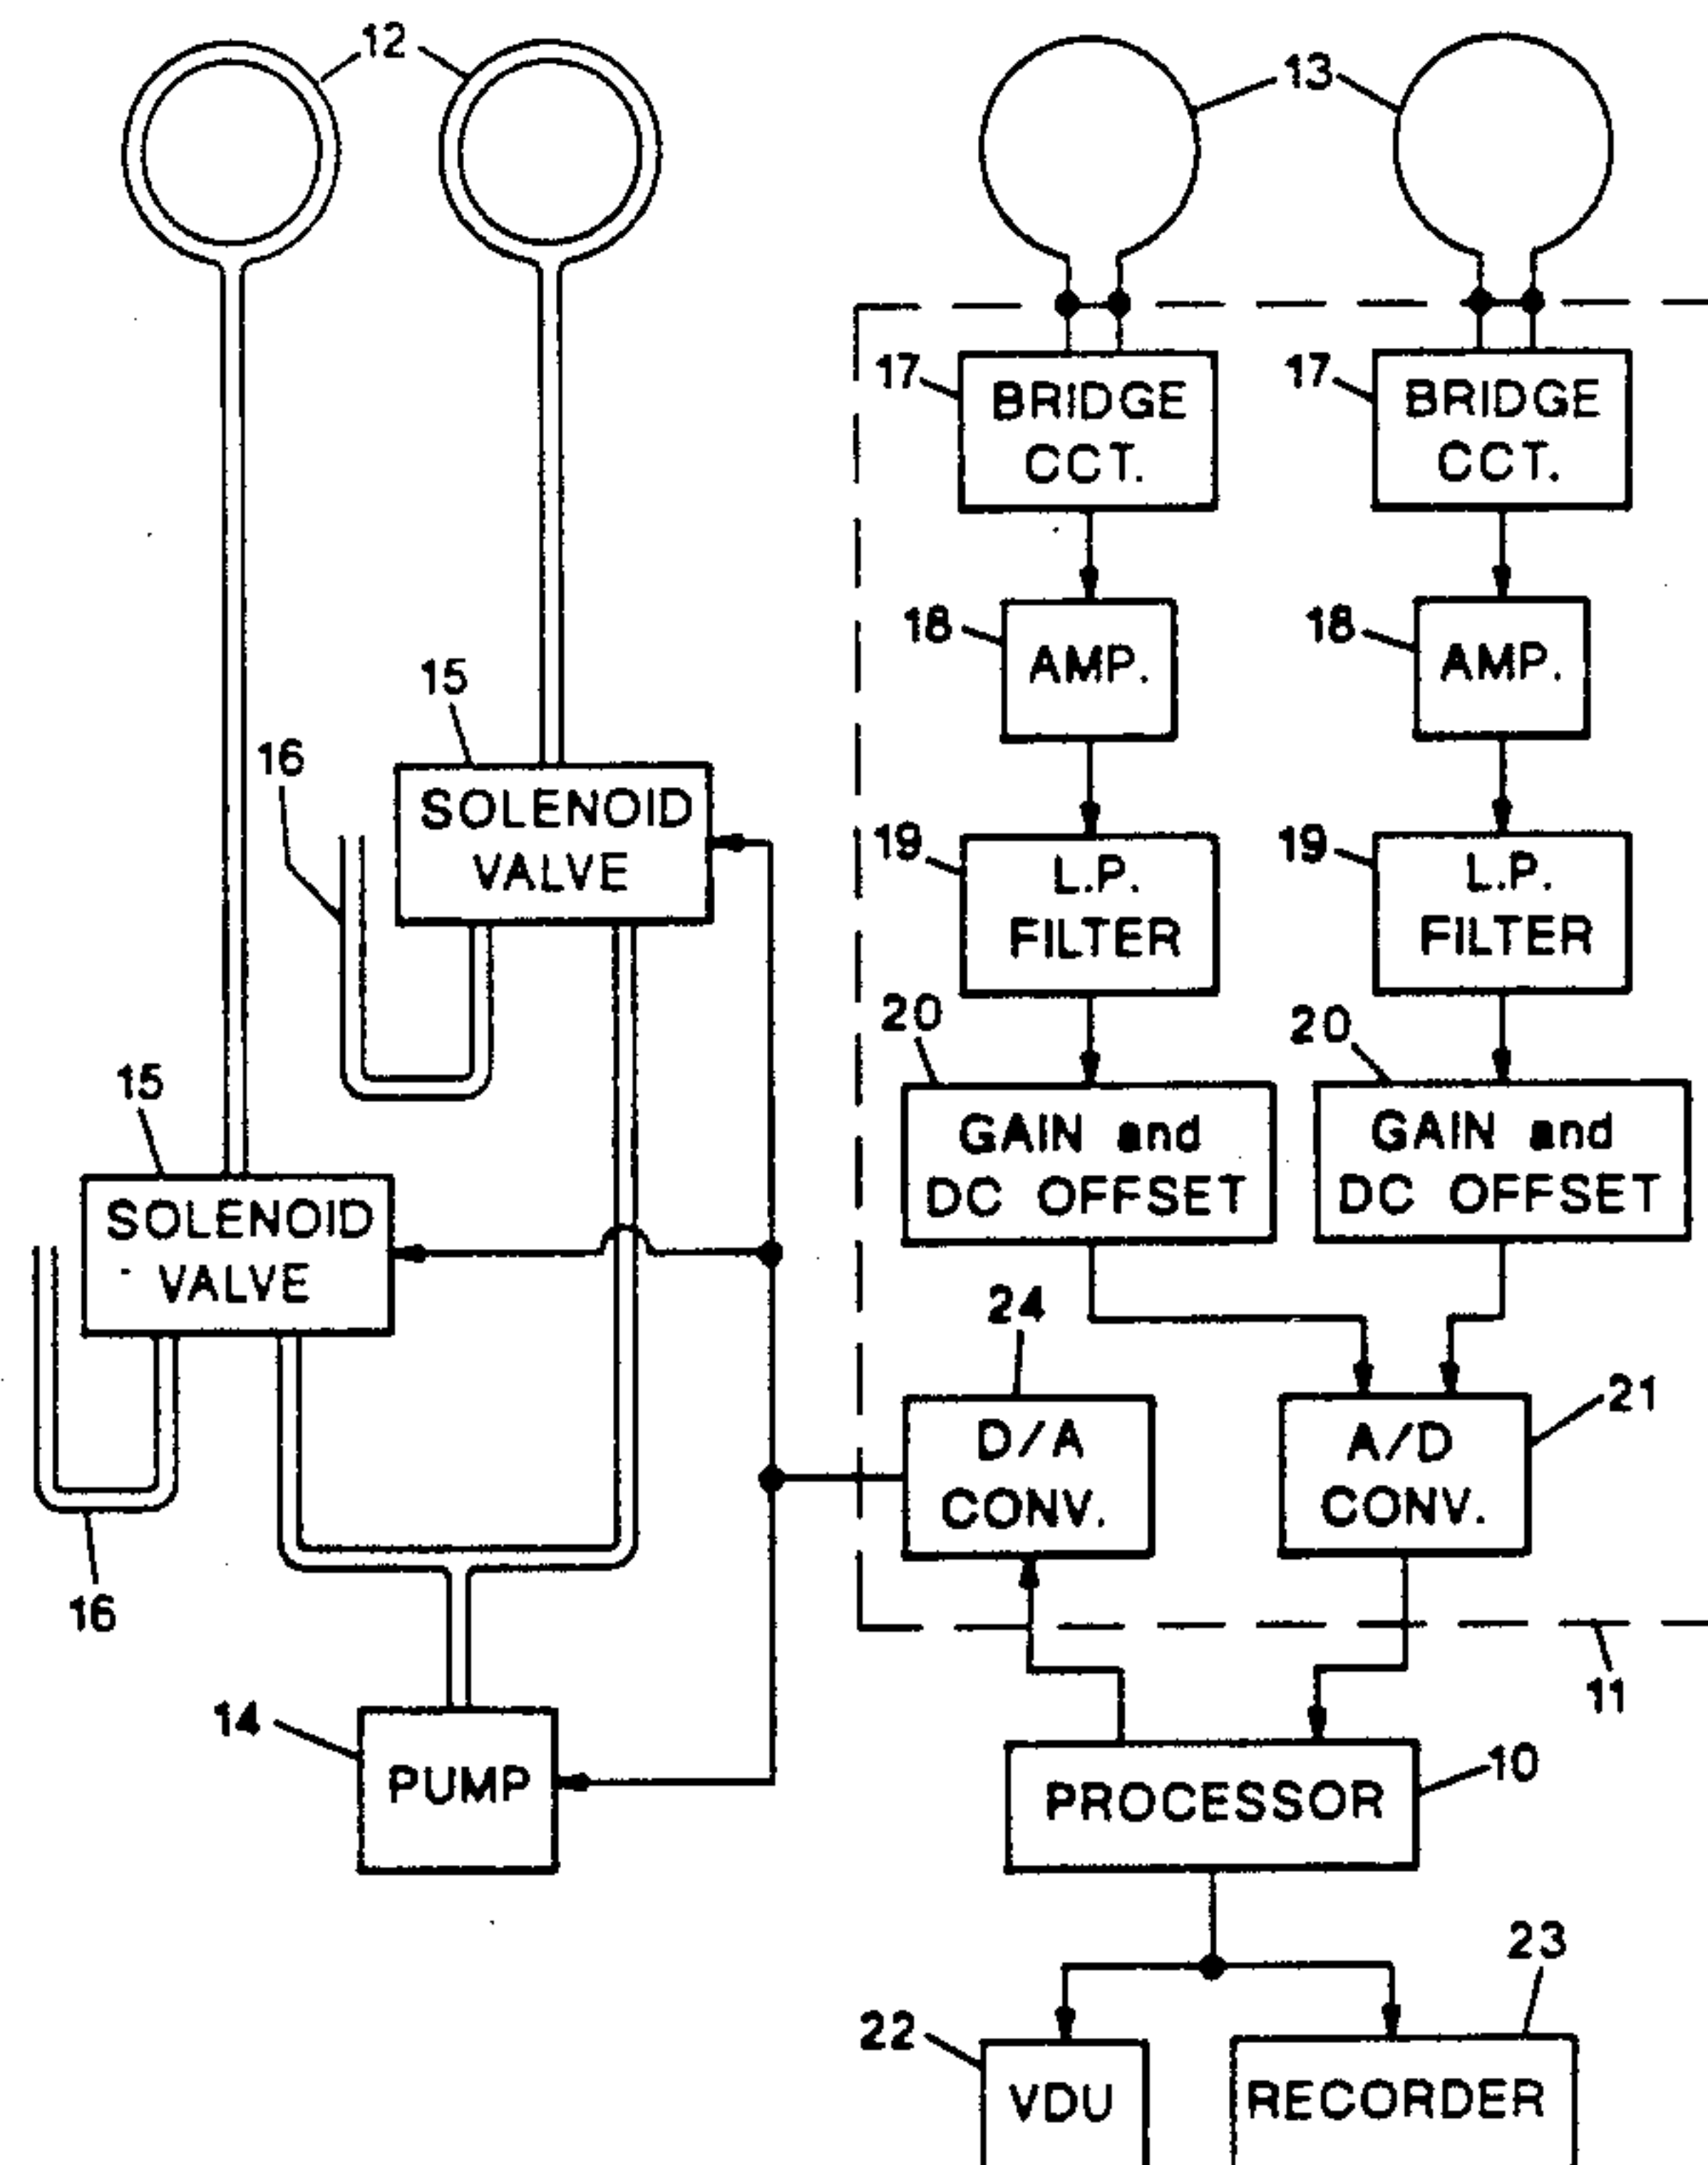 12
13
17
BRIDGE
CCT.
17
BRIDGE
CCT.
18
AMP.
18
AMP.
15
SOLENOID
VALVE
16
19
L.P.
FILTER
19
L.P.
FILTER
20
GAIN and
DC OFFSET
20
GAIN and
DC OFFSET
15
SOLENOID
VALVE
16
24
D/A
CONV.
21
A/D
CONV.
11
14
PUMP
10
PROCESSOR
22
VDU
23
RECORDER